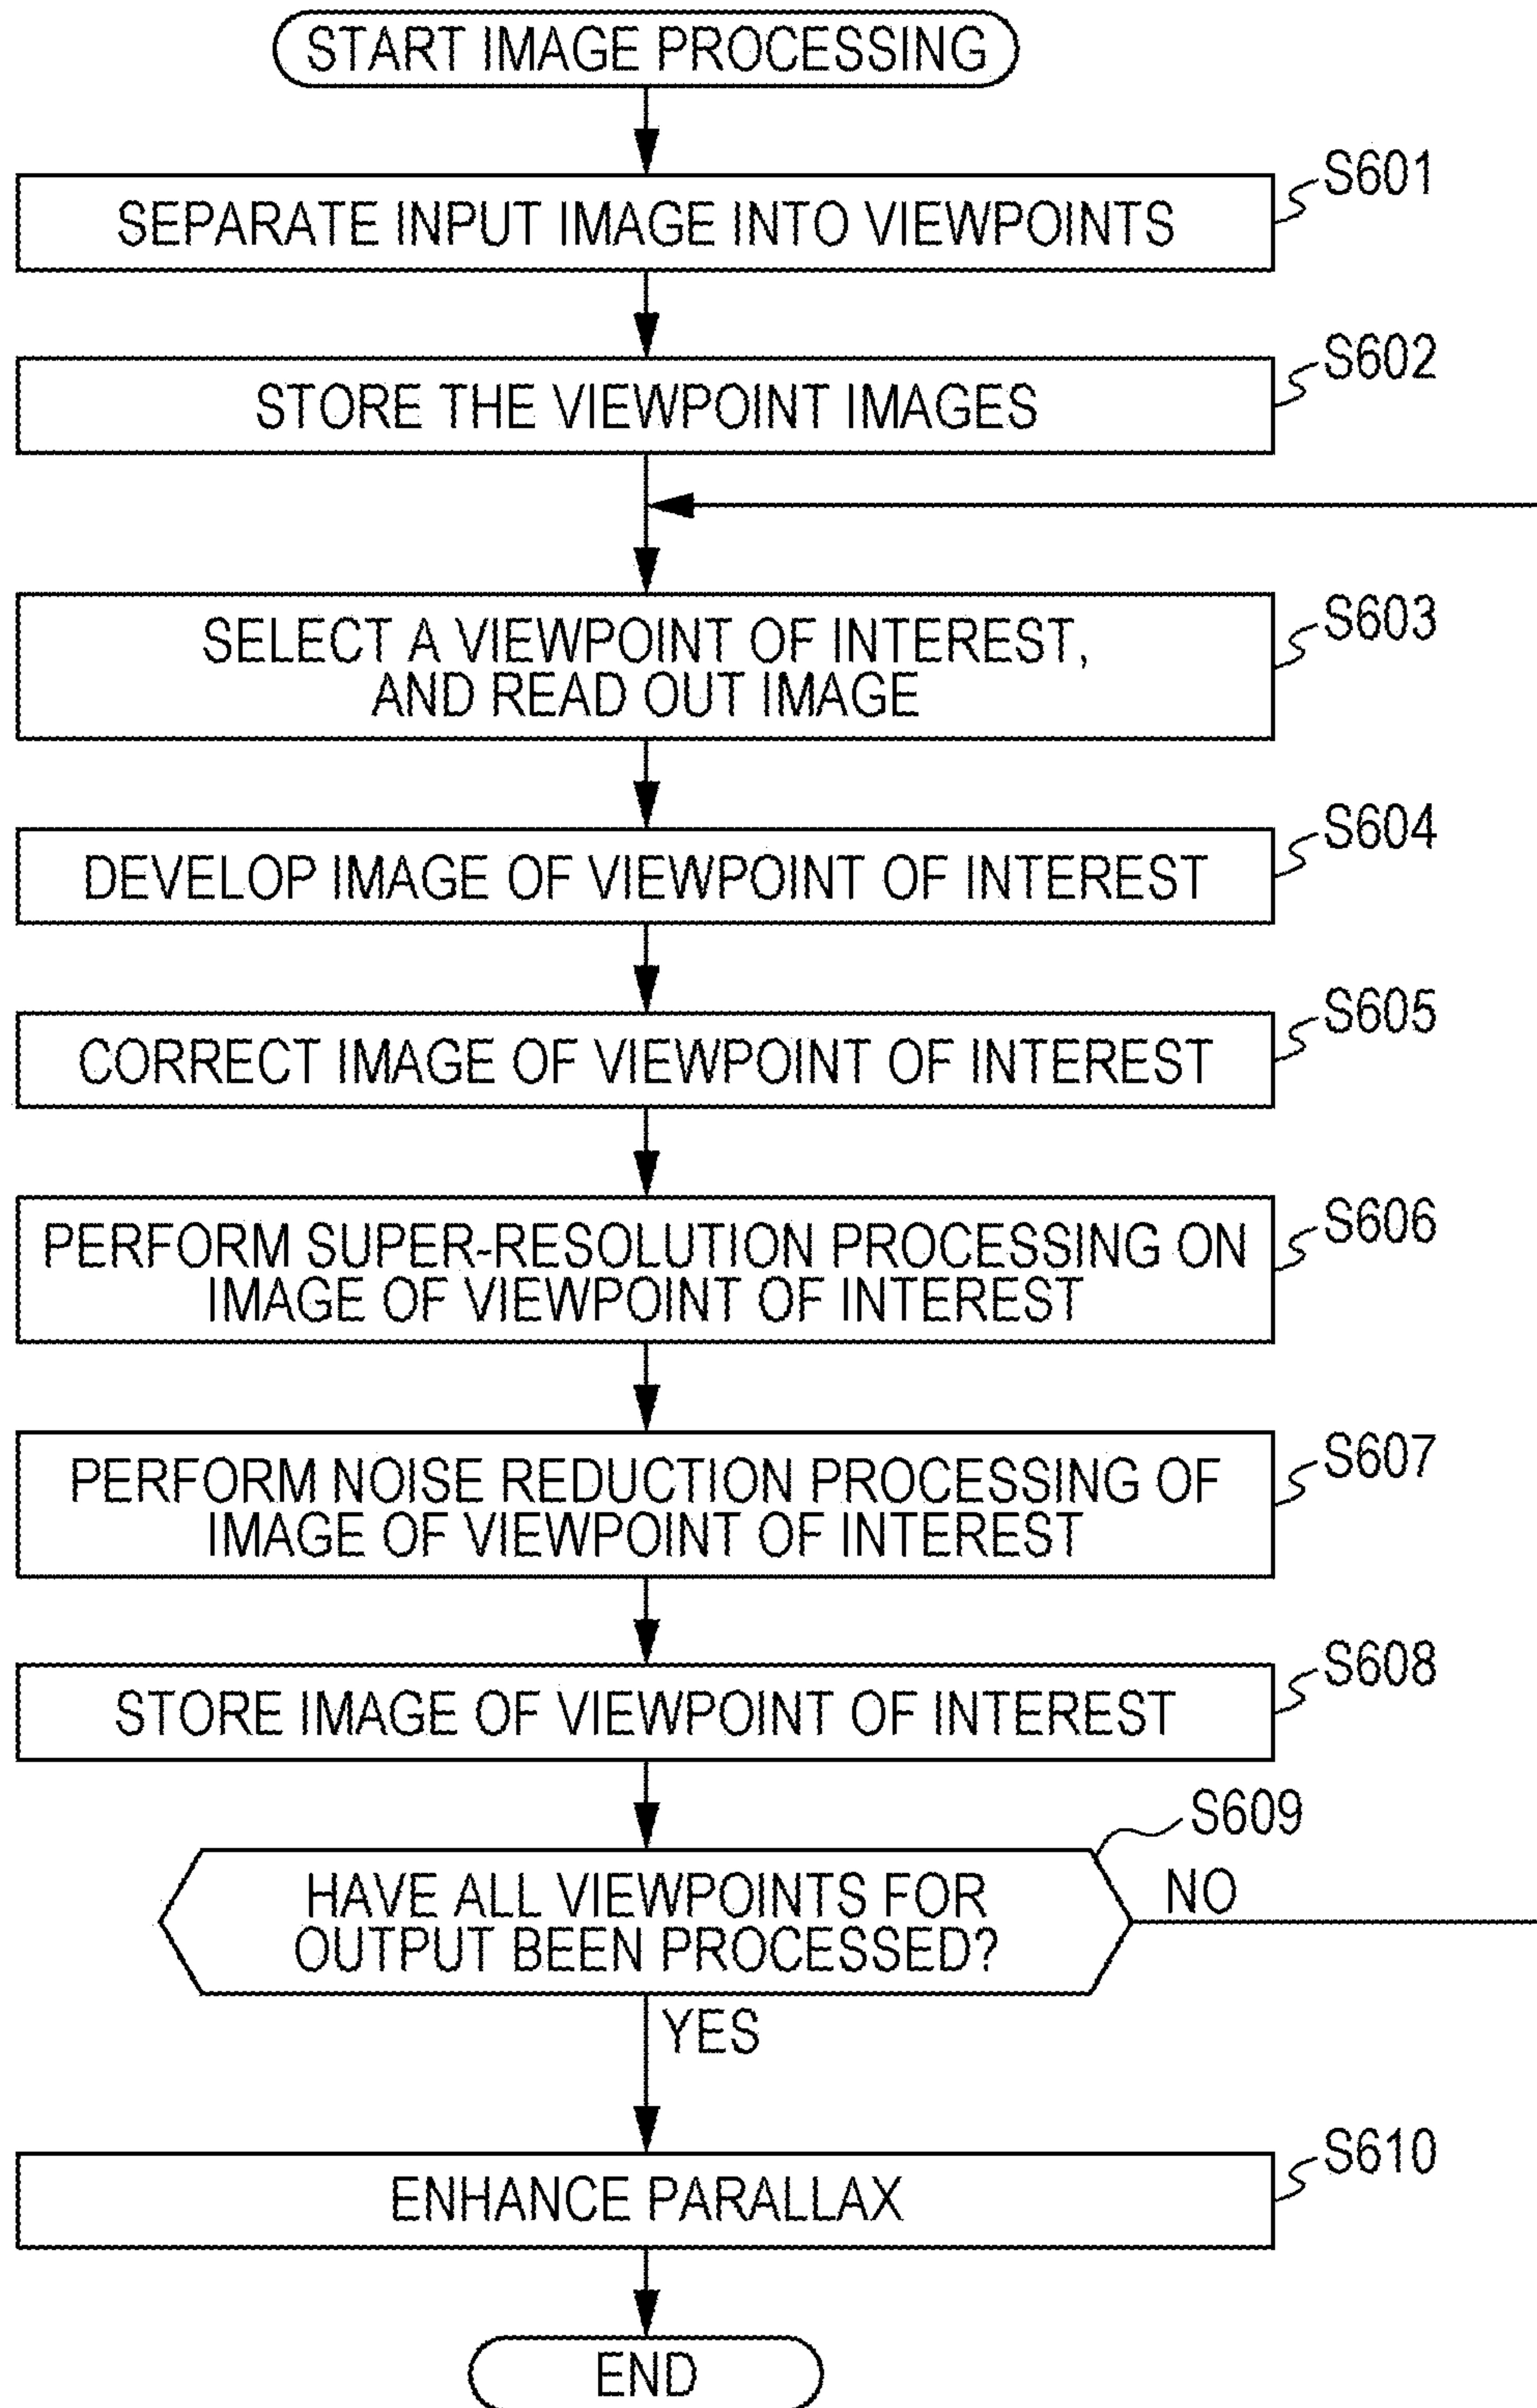 START IMAGE PROCESSING
S601
SEPARATE INPUT IMAGE INTO VIEWPOINTS
S602
STORE THE VIEWPOINT IMAGES
S603
SELECT A VIEWPOINT OF INTEREST,
AND READ OUT IMAGE
S604
DEVELOP IMAGE OF VIEWPOINT OF INTEREST
S605
CORRECT IMAGE OF VIEWPOINT OF INTEREST
S606
PERFORM SUPER-RESOLUTION PROCESSING ON
IMAGE OF VIEWPOINT OF INTEREST
S607
PERFORM NOISE REDUCTION PROCESSING OF
IMAGE OF VIEWPOINT OF INTEREST
S608
STORE IMAGE OF VIEWPOINT OF INTEREST
S609
HAVE ALL VIEWPOINTS FOR
OUTPUT BEEN PROCESSED?
NO
YES
S610
ENHANCE PARALLAX
END